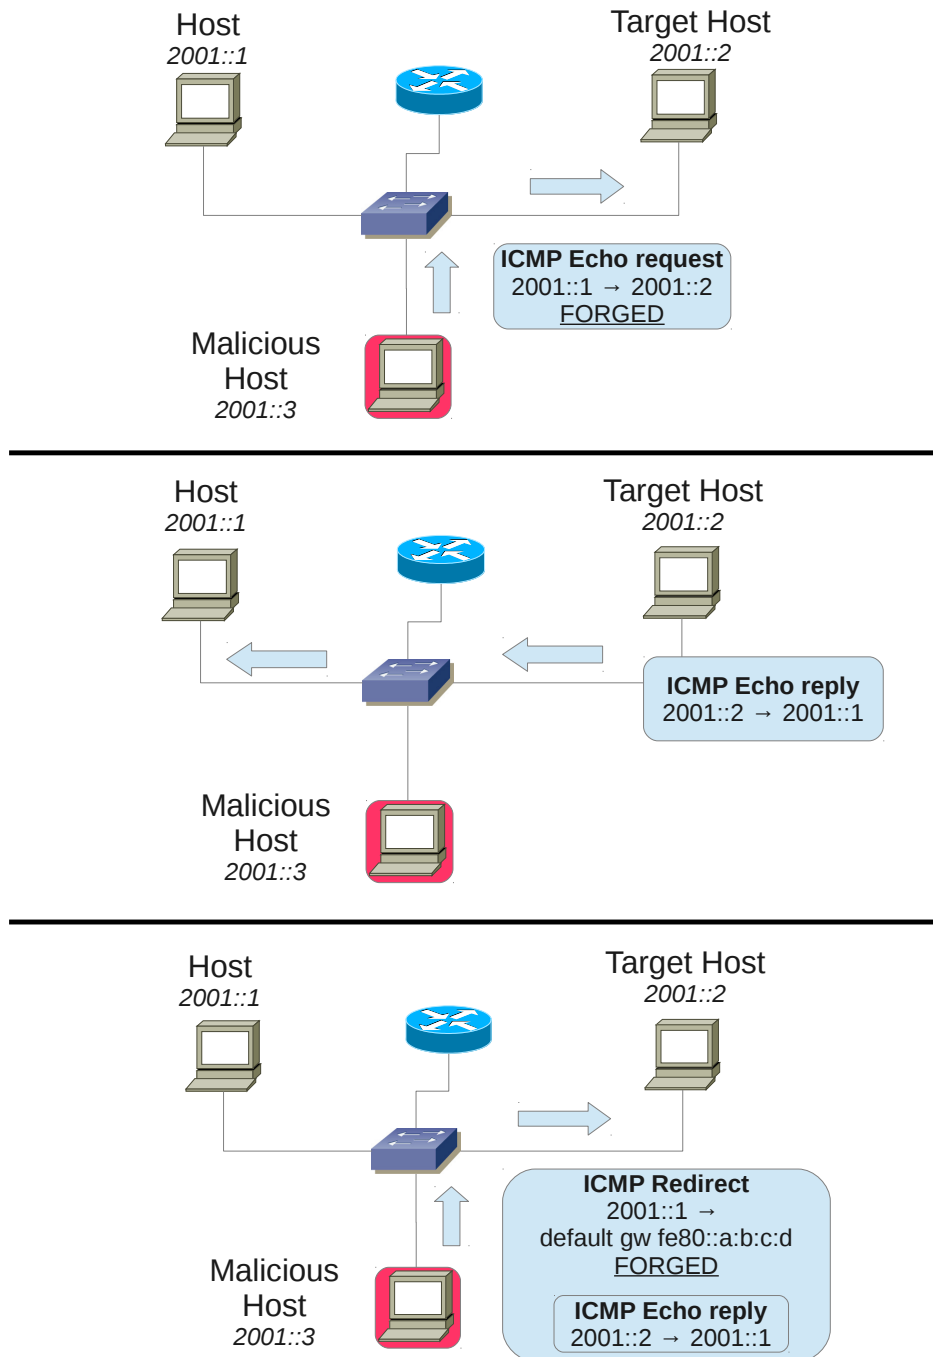 Host
2001::1
Target Host
2001::2
ICMP Echo request
2001::1 → 2001::2
FORGED
Malicious
Host
2001::3
Host
2001::1
Target Host
2001::2
ICMP Echo reply
2001::2 → 2001::1
Malicious
Host
2001::3
Host
2001::1
Target Host
2001::2
ICMP Redirect
2001::1 →
default gw fe80::a:b:c:d
FORGED
ICMP Echo reply
2001::2 → 2001::1
Malicious
Host
2001::3